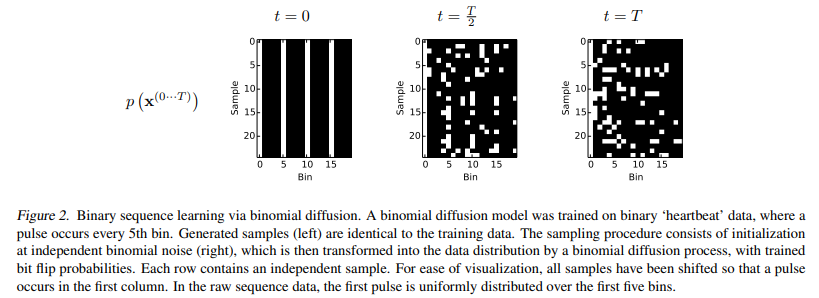 t = 0
t = T/2
t = T
p(x^(0⋯T))
Sample
0
5
10
15
20
0 5 10 15
Bin
Sample
0
5
10
15
20
0 5 10 15
Bin
Sample
0
5
10
15
20
0 5 10 15
Bin
Figure 2. Binary sequence learning via binomial diffusion. A binomial diffusion model was trained on binary ‘heartbeat’ data, where a
pulse occurs every 5th bin. Generated samples (left) are identical to the training data. The sampling procedure consists of initialization
at independent binomial noise (right), which is then transformed into the data distribution by a binomial diffusion process, with trained
bit flip probabilities. Each row contains an independent sample. For ease of visualization, all samples have been shifted so that a pulse
occurs in the first column. In the raw sequence data, the first pulse is uniformly distributed over the first five bins.